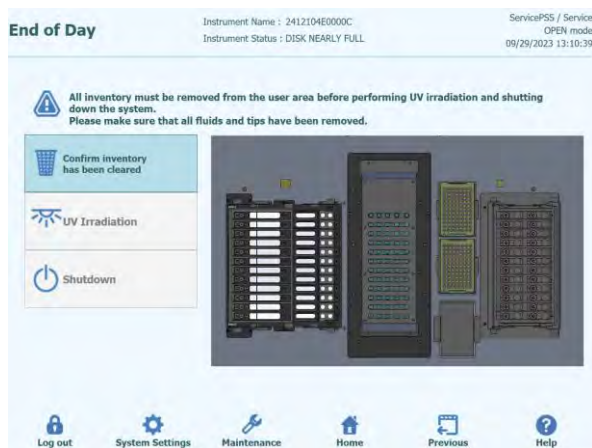 End of Day
Instrument Name : 2412104E0000C
Instrument Status : DISK NEARLY FULL
ServicePSS / Service
OPEN mode
09/29/2023 13:10:39
All inventory must be removed from the user area before performing UV irradiation and shutting
down the system.
Please make sure that all fluids and tips have been removed.
Confirm inventory
has been cleared
UV Irradiation
Shutdown
Log out
System Settings
Maintenance
Home
Previous
Help